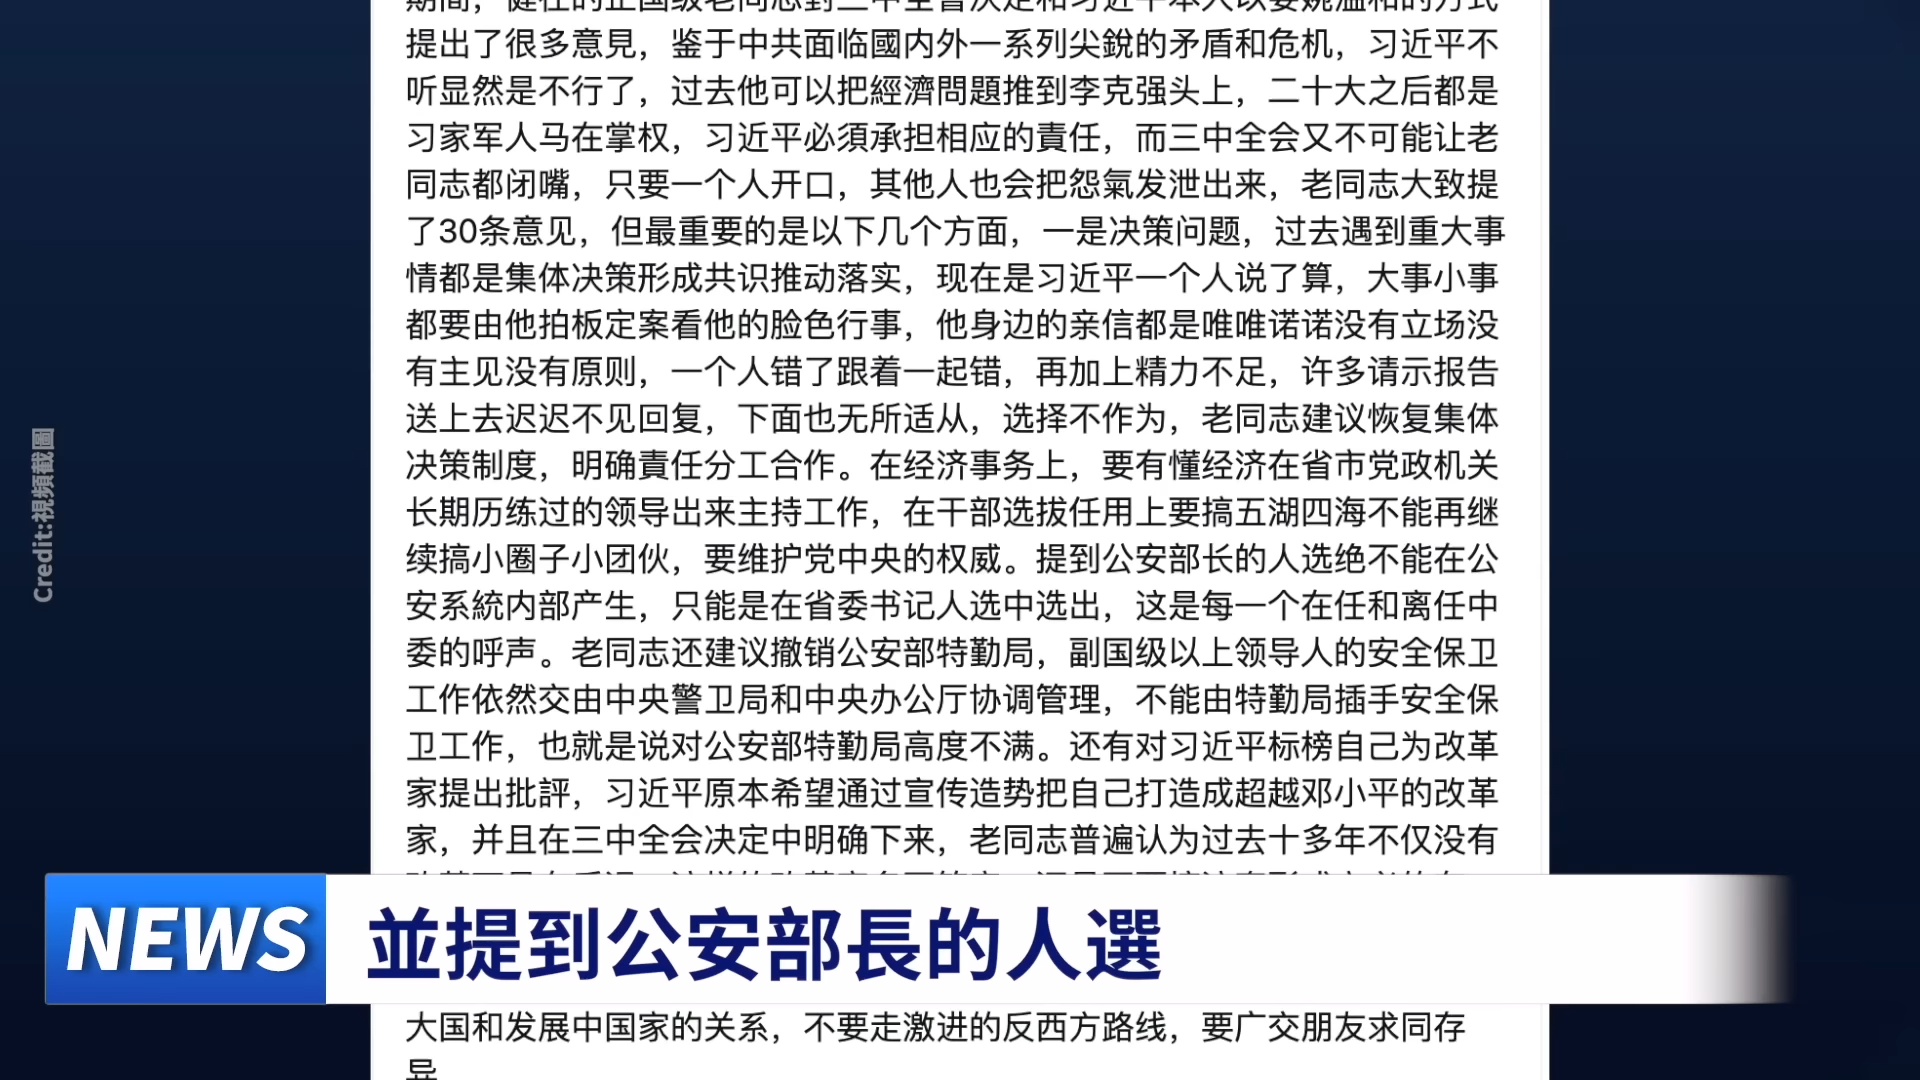 提出了很多意見，鉴于中共面临國内外一系列尖銳的矛盾和危机，习近平不
听显然是不行了，过去他可以把經濟問題推到李克强头上，二十大之后都是
习家军人马在掌权，习近平必須承担相应的責任，而三中全会又不可能让老
同志都闭嘴，只要一个人开口，其他人也会把怨氣发泄出来，老同志大致提
了30条意见，但最重要的是以下几个方面，一是决策问题，过去遇到重大事
情都是集体决策形成共识推动落实，现在是习近平一个人说了算，大事小事
都要由他拍板定案看他的脸色行事，他身边的亲信都是唯唯诺诺没有立场没
有主见没有原则，一个人错了跟着一起错，再加上精力不足，许多请示报告
送上去迟迟不见回复，下面也无所适从，选择不作为，老同志建议恢复集体
决策制度，明确責任分工合作。在经济事务上，要有懂经济在省市党政机关
长期历练过的领导出来主持工作，在干部选拔任用上要搞五湖四海不能再继
续搞小圈子小团伙，要维护党中央的权威。提到公安部长的人选绝不能在公
安系統内部产生，只能是在省委书记人选中选出，这是每一个在任和离任中
委的呼声。老同志还建议撤销公安部特勤局，副国级以上领导人的安全保卫
工作依然交由中央警卫局和中央办公厅协调管理，不能由特勤局插手安全保
卫工作，也就是说对公安部特勤局高度不满。还有对习近平标榜自己为改革
家提出批評，习近平原本希望通过宣传造势把自己打造成超越邓小平的改革
家，并且在三中全会决定中明确下来，老同志普遍认为过去十多年不仅没有
NEWS 並提到公安部長的人選
大国和发展中国家的关系，不要走激进的反西方路线，要广交朋友求同存
异
Credit:視頻截圖